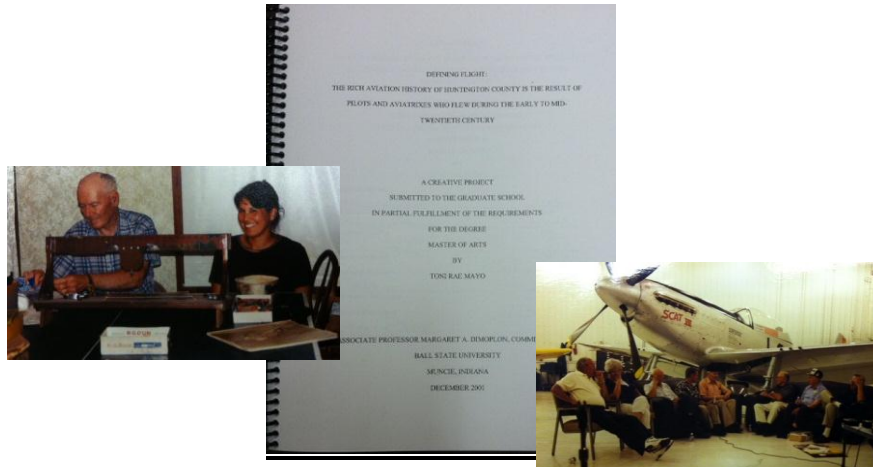 DEFINING FLIGHT:
THE RICH AVIATION HISTORY OF HUNTINGTON COUNTY IS THE RESULT OF
PILOTS AND AVIATRIXES WHO FLEW DURING THE EARLY TO MID-
TWENTIETH CENTURY
A CREATIVE PROJECT
SUBMITTED TO THE GRADUATE SCHOOL
IN PARTIAL FULFILLMENT OF THE REQUIREMENTS
FOR THE DEGREE
MASTER OF ARTS
BY
TONI RAE MAYO
ASSOCIATE PROFESSOR MARGARET A. DIMOPLON,
BALL STATE UNIVERSITY
MUNCIE, INDIANA
DECEMBER 2001
SCAT